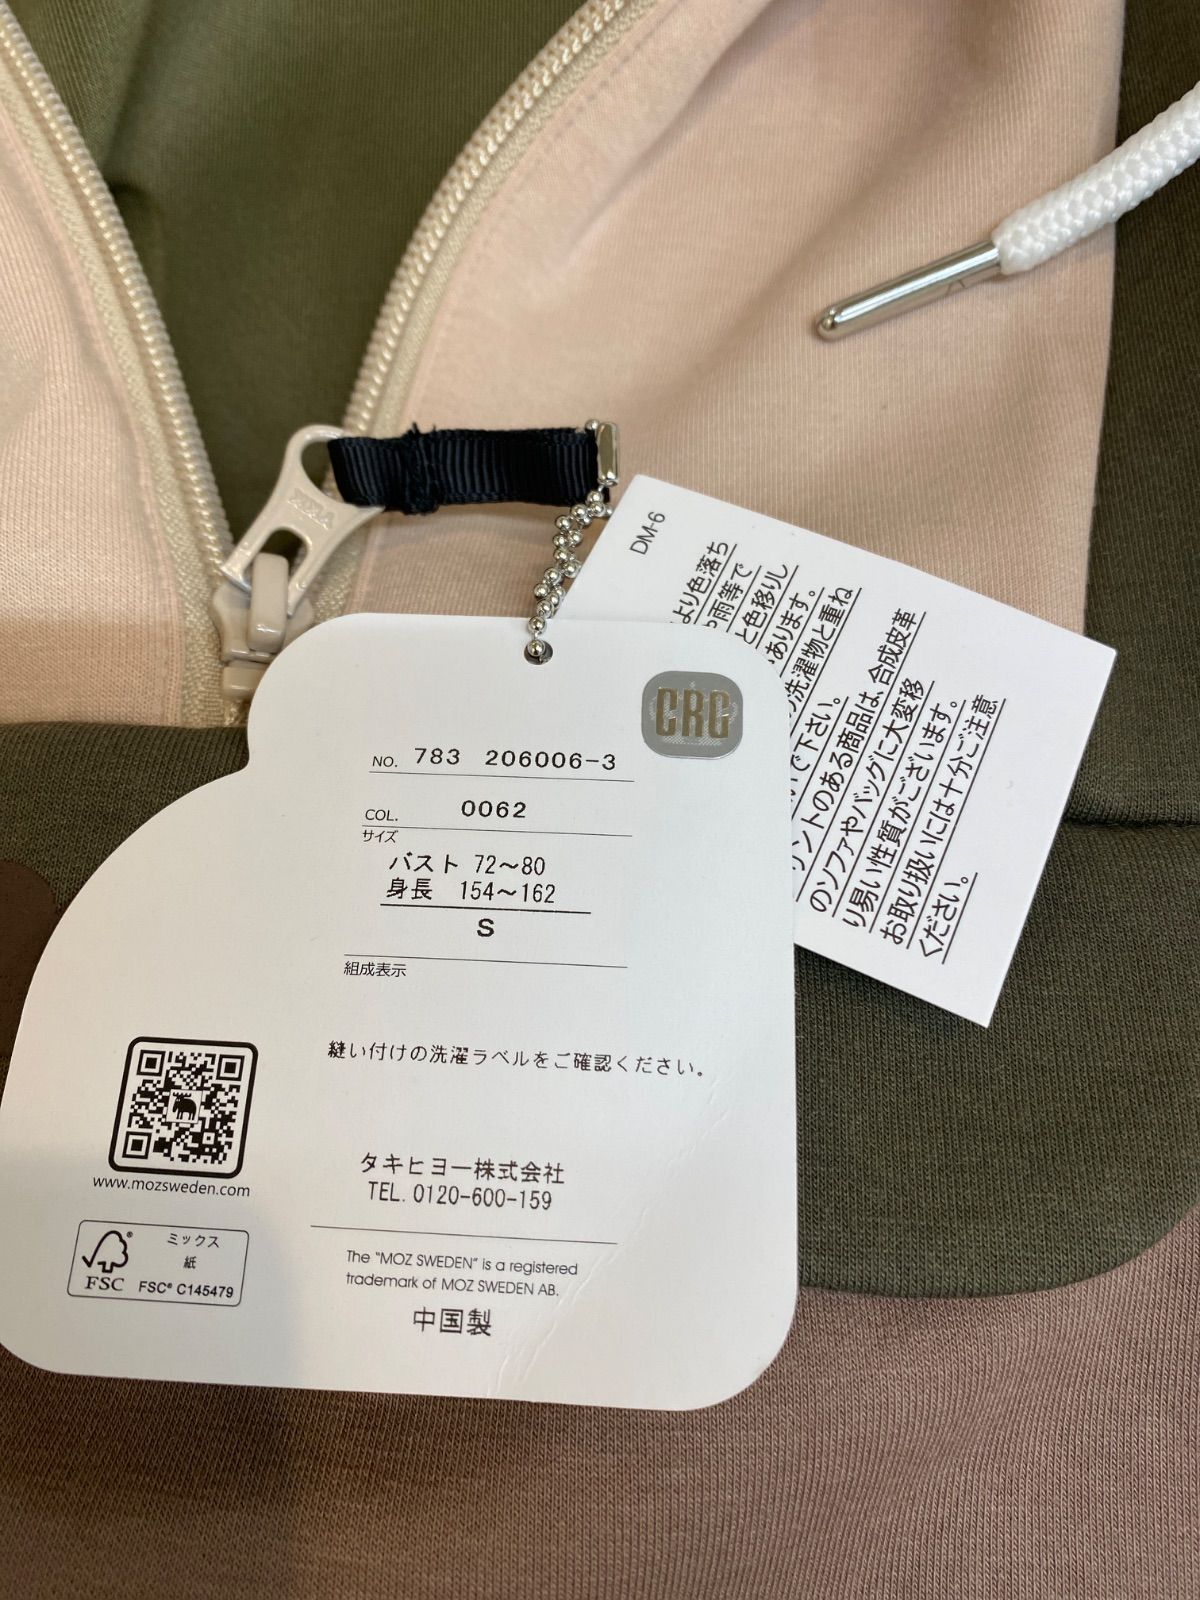 DM-6
より色落ち
や雨等で
と色移りし
あります。
洗濯物と重ね
いで下さい。
リントのある商品は、合成皮革
のソファやバッグに大変移
り易い性質がございます。
お取り扱いには十分ご注意
ください。
CRG
NO. 783 206006-3
COL. 0062
サイズ
バスト 72～80
身長 154～162
S
組成表示
縫い付けの洗濯ラベルをご確認ください。
タキヒヨー株式会社
TEL. 0120-600-159
www.mozsweden.com
The "MOZ SWEDEN" is a registered
trademark of MOZ SWEDEN AB.
中国製
FSC®
ミックス
紙
FSC® C145479